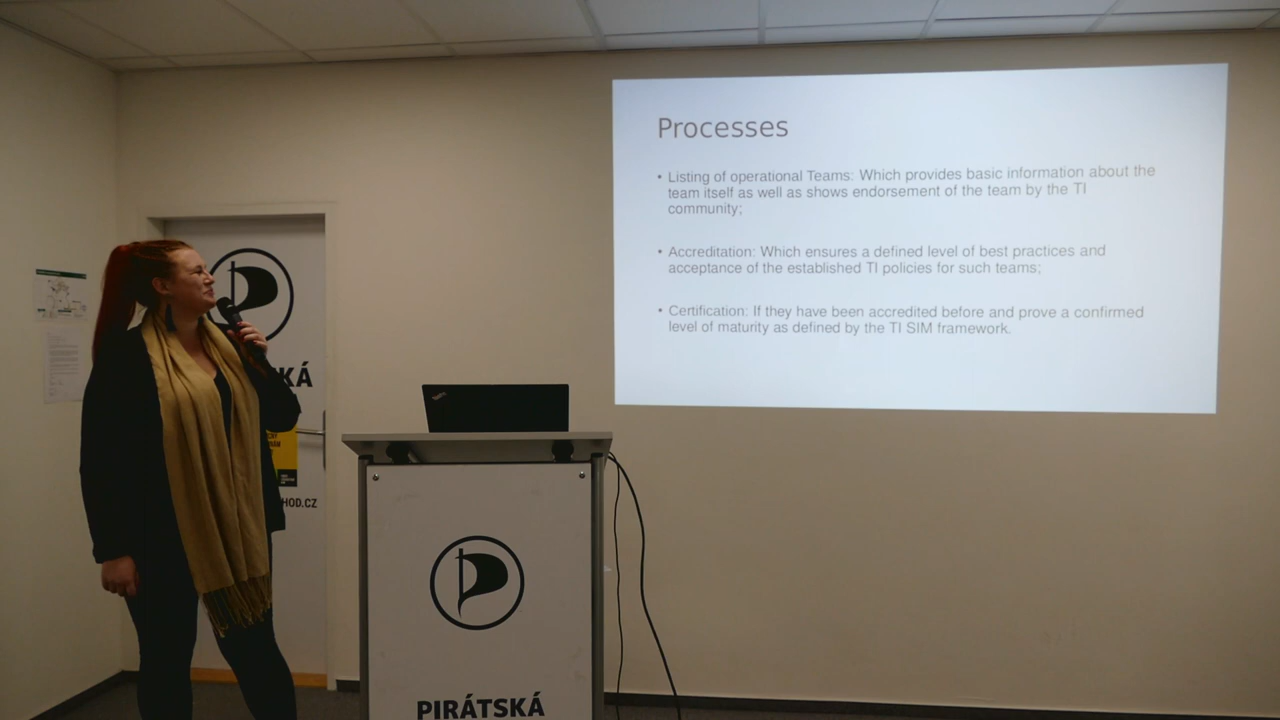 Processes
• Listing of operational Teams: Which provides basic information about the
team itself as well as shows endorsement of the team by the TI
community;
• Accreditation: Which ensures a defined level of best practices and
acceptance of the established TI policies for such teams;
• Certification: If they have been accredited before and prove a confirmed
level of maturity as defined by the TI SIM framework.
KÁ
HOD.CZ
PIRÁTSKÁ